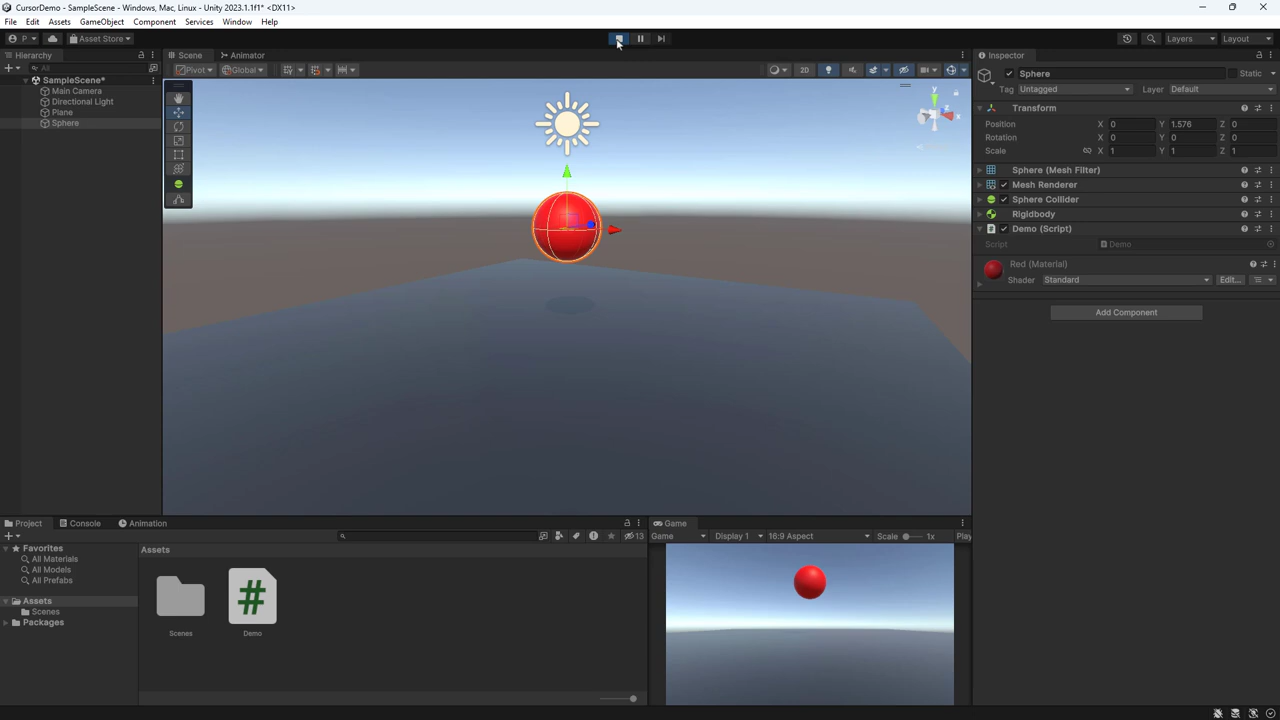 CursorDemo - SampleScene - Windows, Mac, Linux - Unity 2023.1.1f1* <DX11>
File Edit Assets GameObject Component Services Window Help
P Asset Store Layers Layout
Hierarchy Scene Animator Inspector
All Pivot Global 2D Sphere Static
SampleScene* Tag Untagged Layer Default
Main Camera
Directional Light
Plane
Sphere
y
x
Transform
Position X 0 Y 1.576 Z 0
Rotation X 0 Y 0 Z 0
Scale X 1 Y 1 Z 1
Sphere (Mesh Filter)
Mesh Renderer
Sphere Collider
Rigidbody
# Demo (Script)
Script Demo
Red (Material)
Shader Standard Edit...
Add Component
Project Console Animation Game
13 Game Display 1 16:9 Aspect Scale 1x Play
Favorites
All Materials
All Models
All Prefabs
Assets
Scenes
Packages
Assets
#
Scenes Demo